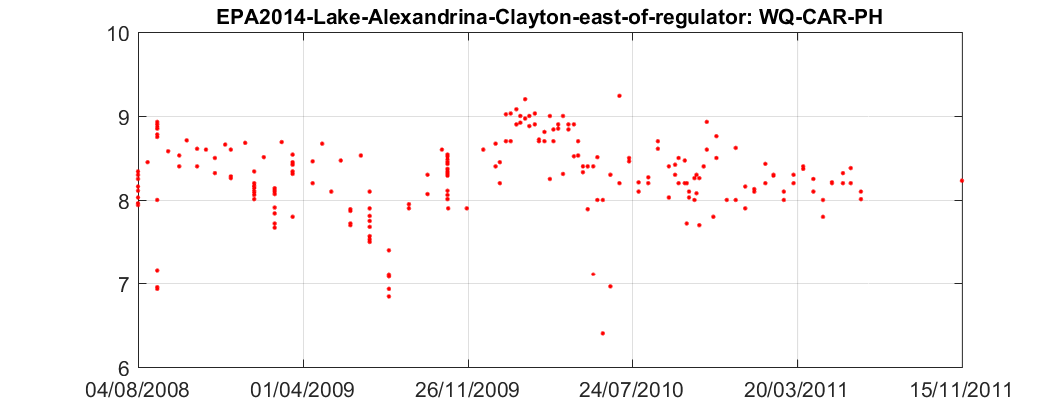 EPA2014-Lake-Alexandrina-Clayton-east-of-regulator: WQ-CAR-PH
10
9
8
7
6
04/08/2008 01/04/2009 26/11/2009 24/07/2010 20/03/2011 15/11/2011